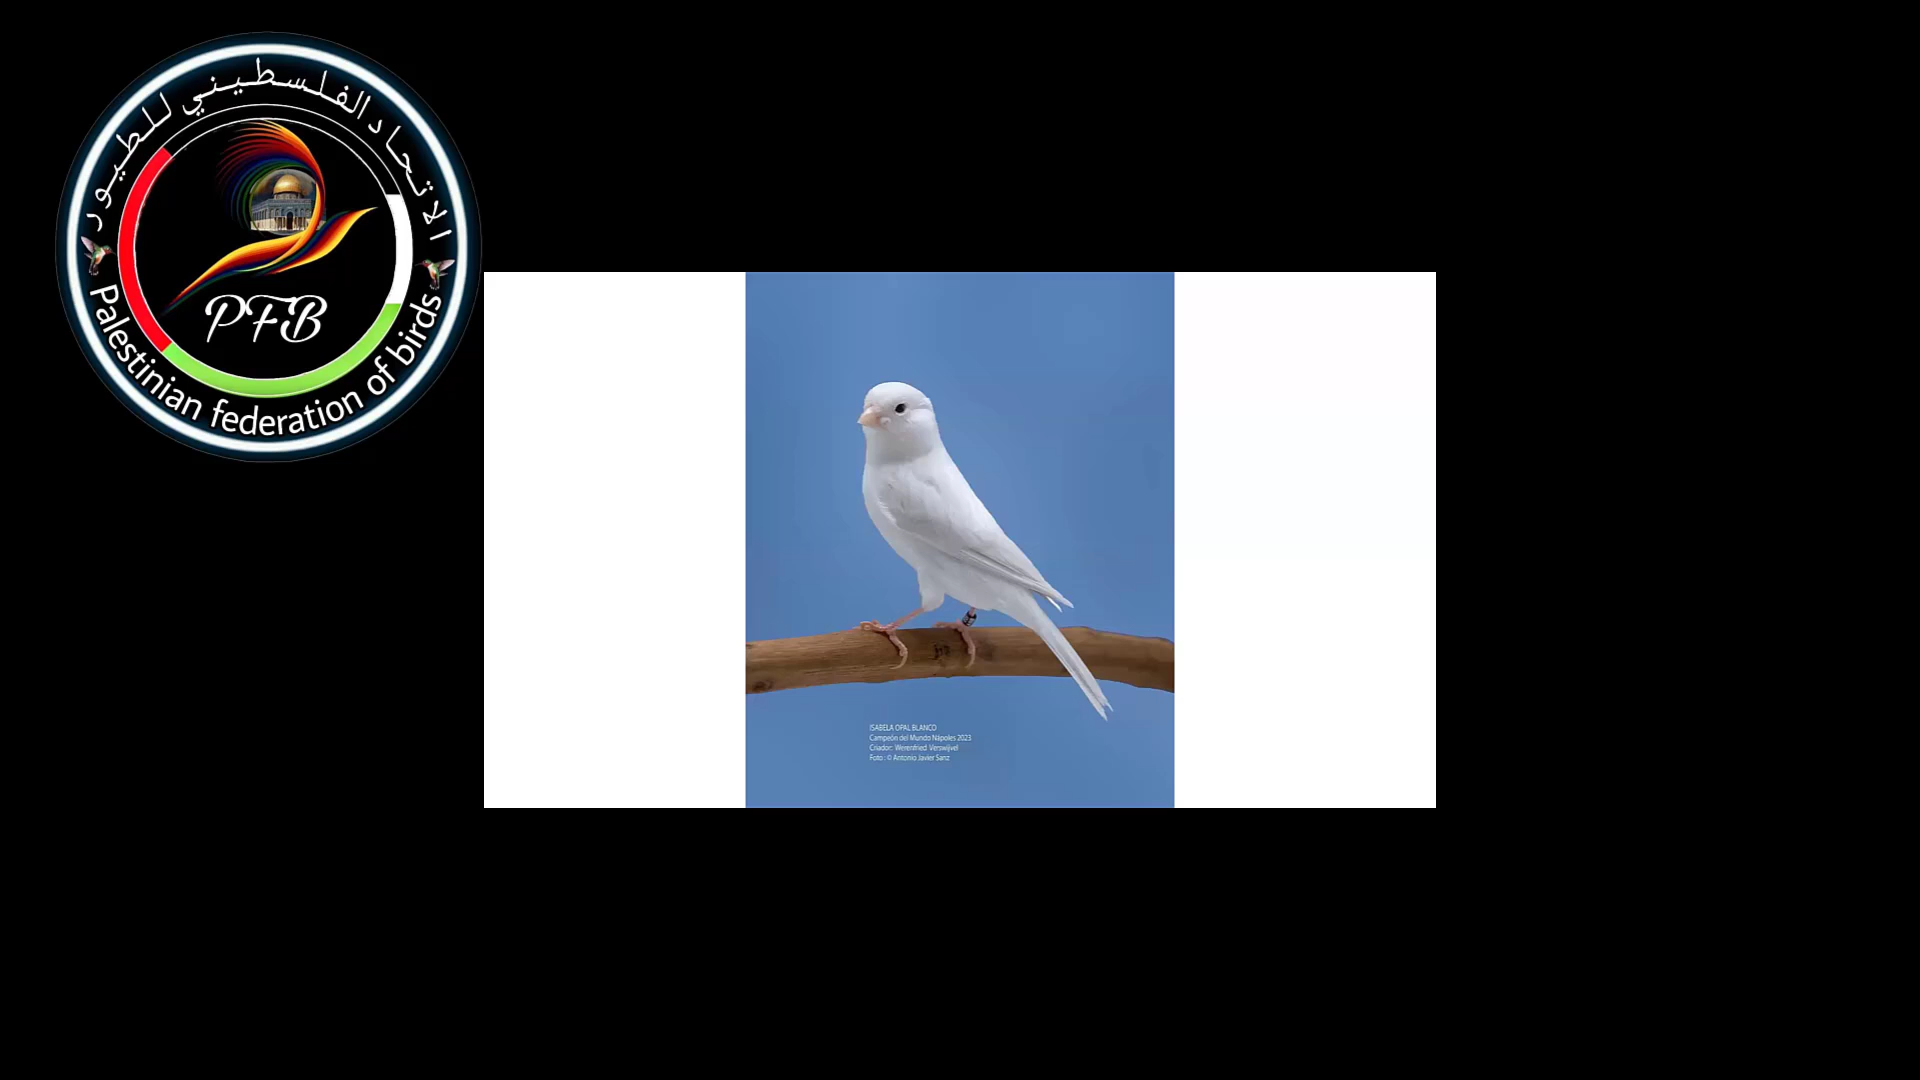 الاتحاد الفلسطيني للطيور
PFB
Palestinian federation of birds
ISABELA OPAL BLANCO
Campeón del Mundo Nápoles 2023
Criador: Werenfried Verswijvel
Foto : © Antonio Javier Sanz